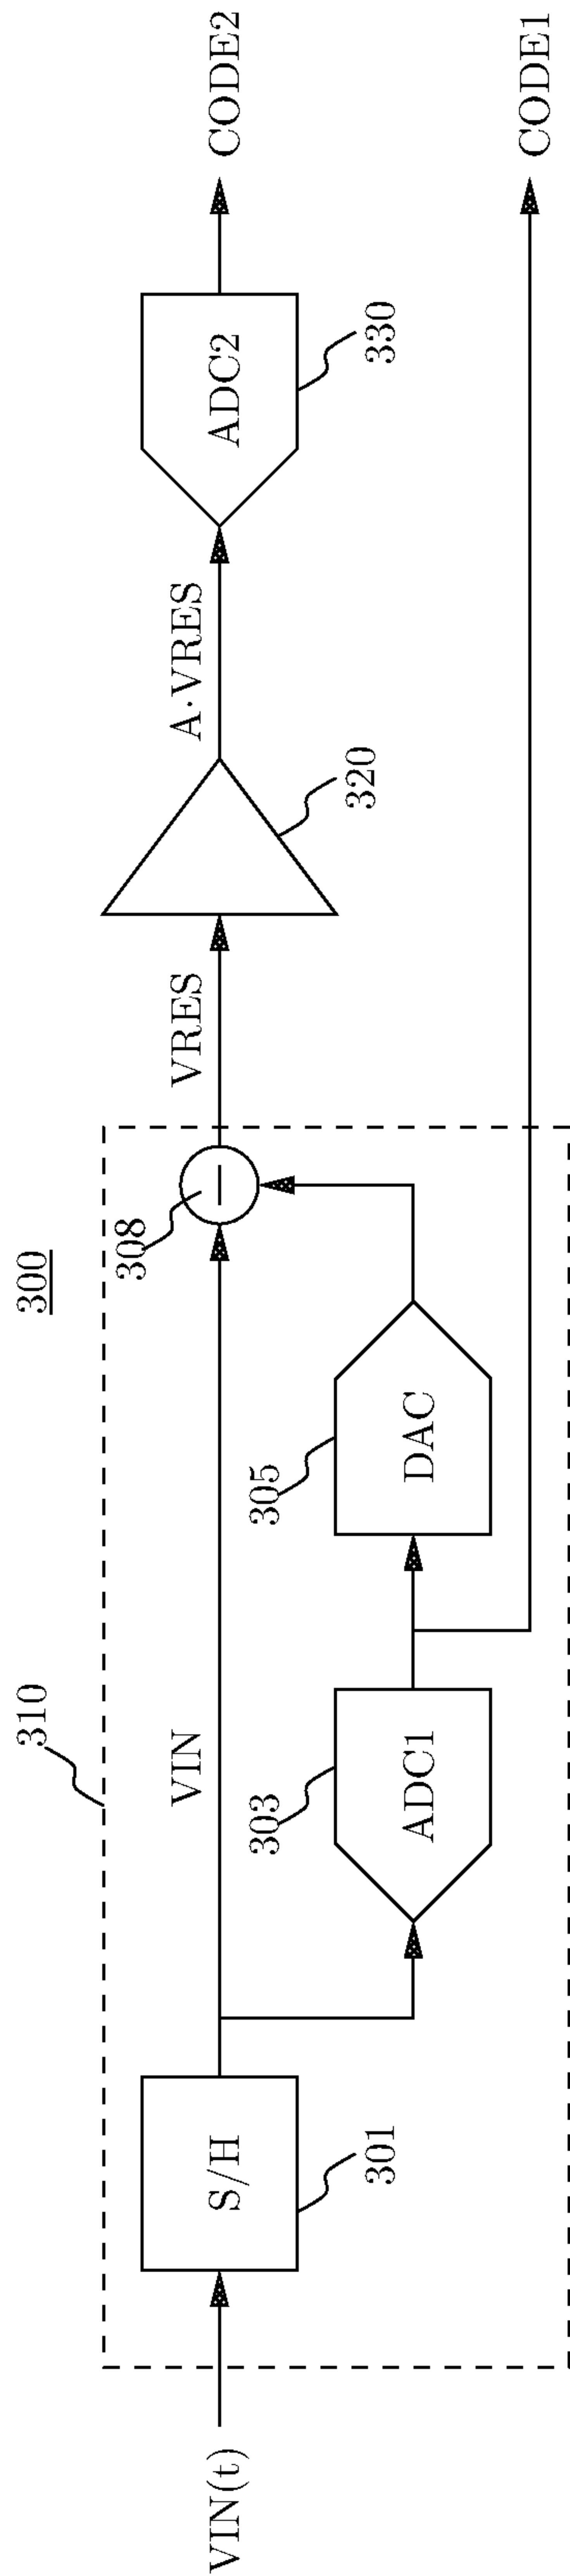 300
310
VIN(t)
S/H
301
VIN
303
ADC1
305
DAC
308
−
VRES
320
A·VRES
ADC2
330
CODE2
CODE1